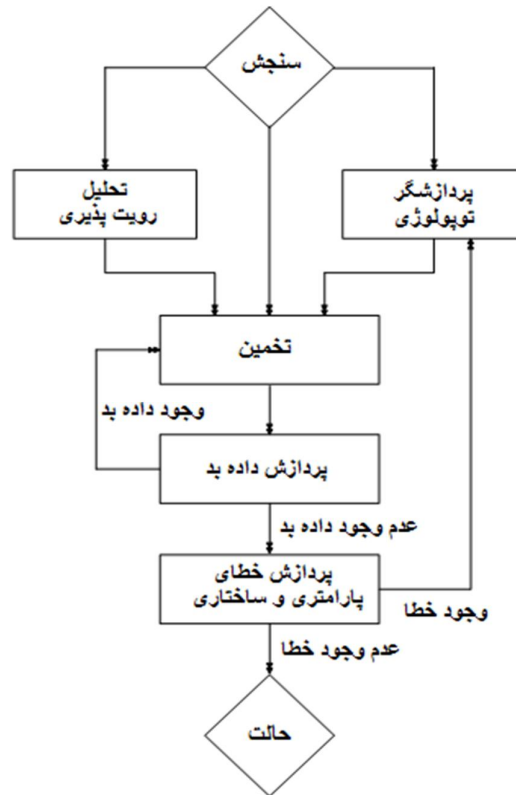 سنجش
پردازشگر
توپولوژی
تحلیل
رویت پذیری
تخمین
وجود داده بد
پردازش داده بد
عدم وجود داده بد
پردازش خطای
پارامتری و ساختاری
وجود خطا
عدم وجود خطا
حالت